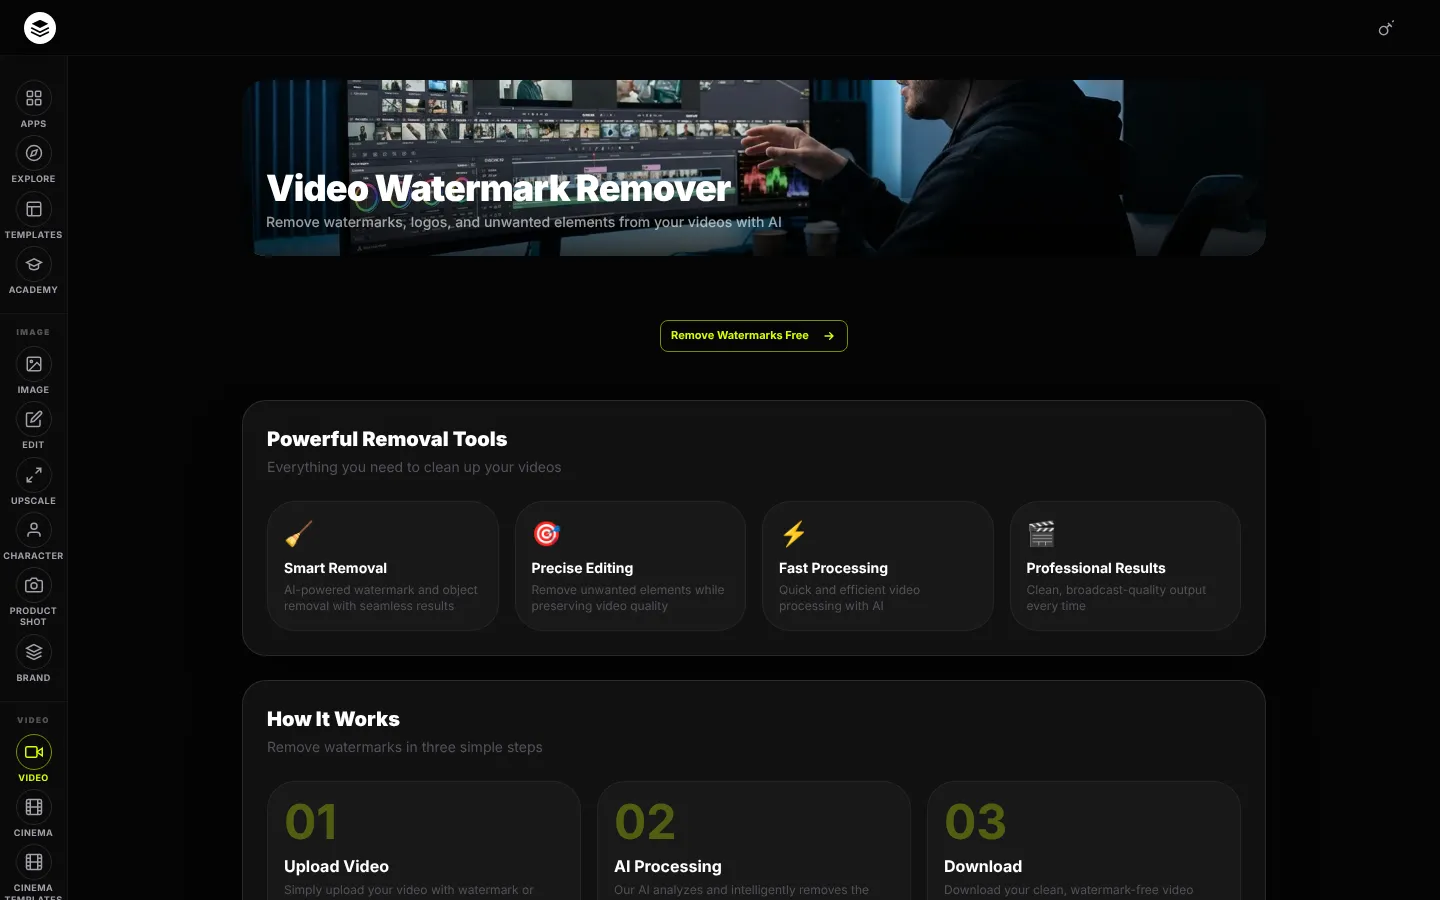 APPS
EXPLORE
TEMPLATES
ACADEMY
IMAGE
IMAGE
EDIT
UPSCALE
CHARACTER
PRODUCT
SHOT
BRAND
VIDEO
VIDEO
CINEMA
CINEMA
TEMPLATES
Video Watermark Remover
Remove watermarks, logos, and unwanted elements from your videos with AI
Remove Watermarks Free →
Powerful Removal Tools
Everything you need to clean up your videos
Smart Removal
AI-powered watermark and object
removal with seamless results
Precise Editing
Remove unwanted elements while
preserving video quality
Fast Processing
Quick and efficient video
processing with AI
Professional Results
Clean, broadcast-quality output
every time
How It Works
Remove watermarks in three simple steps
01
Upload Video
Simply upload your video with watermark or
02
AI Processing
Our AI analyzes and intelligently removes the
03
Download
Download your clean, watermark-free video